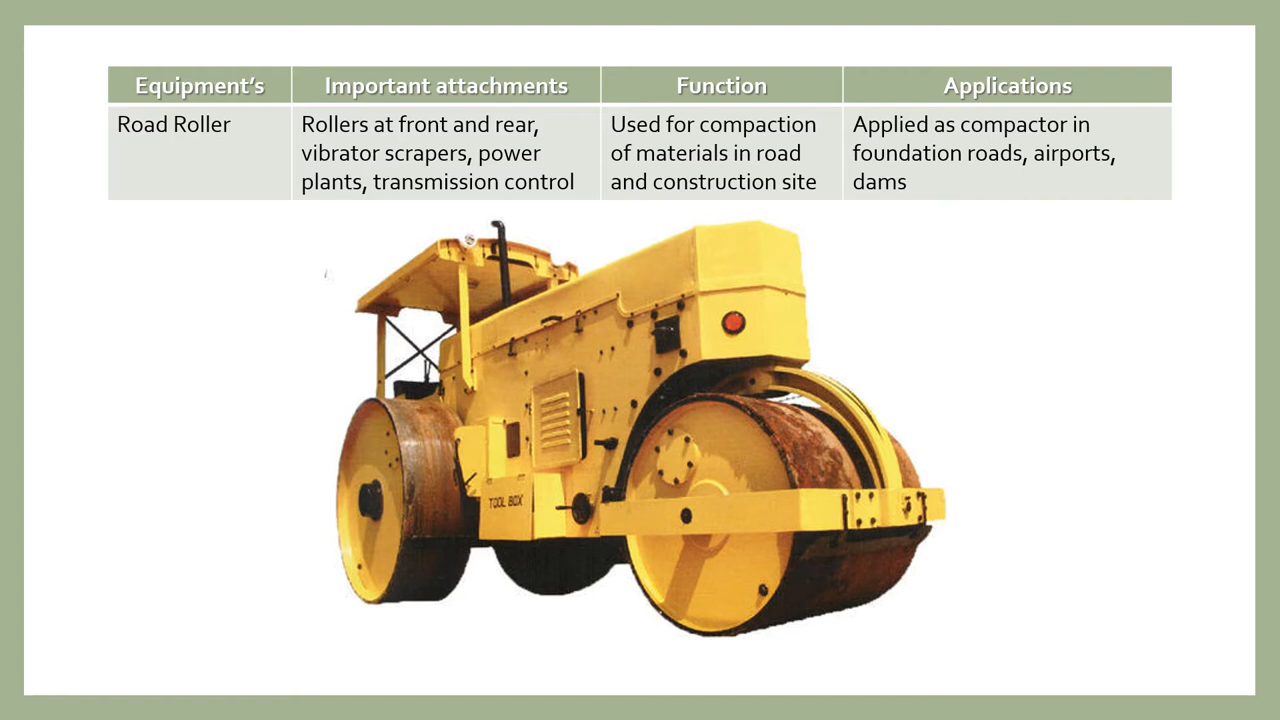 Equipment's
Important attachments
Function
Applications
Road Roller
Rollers at front and rear,
vibrator scrapers, power
plants, transmission control
Used for compaction
of materials in road
and construction site
Applied as compactor in
foundation roads, airports,
dams
TOOL BOX